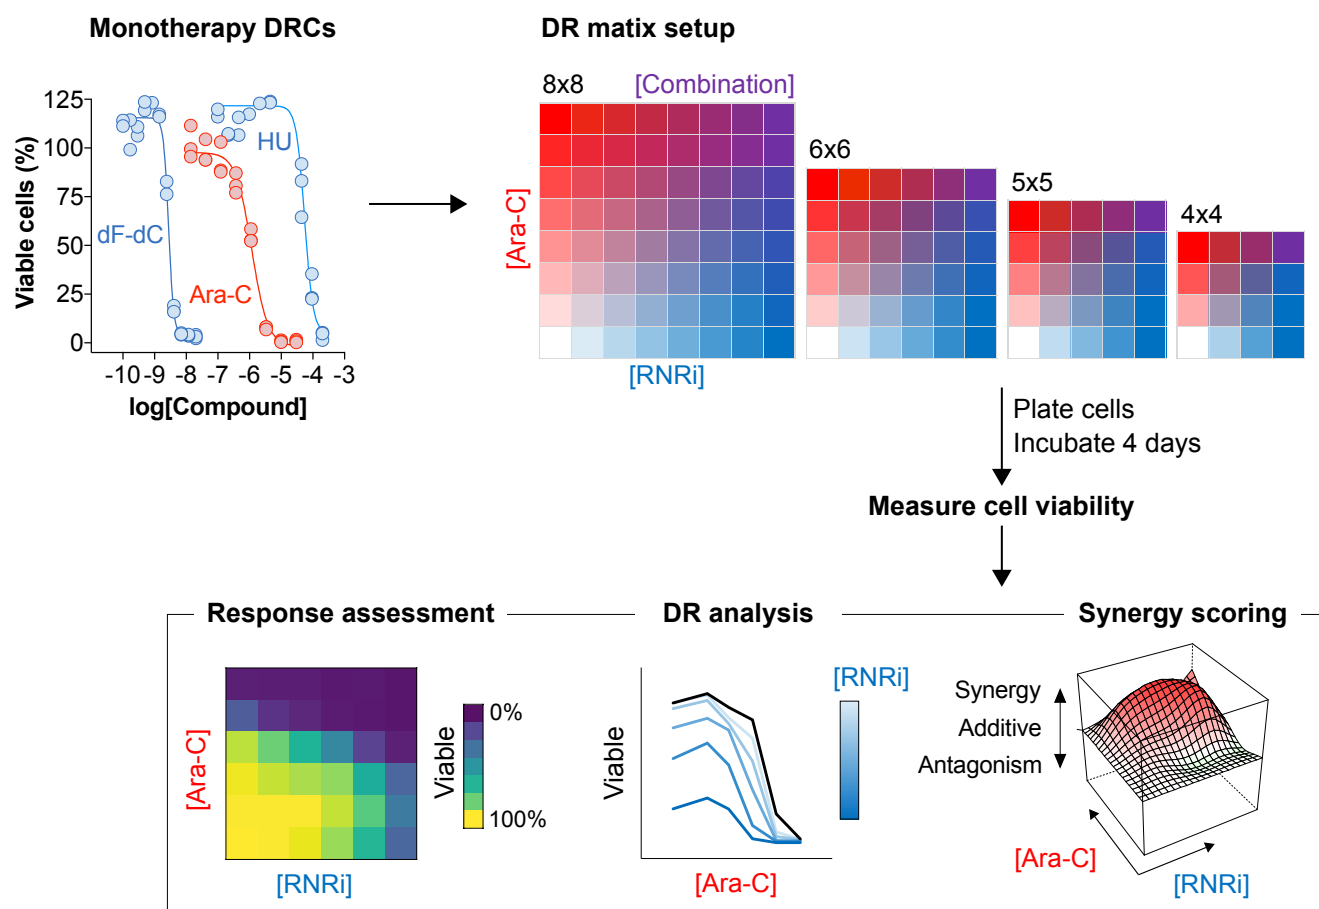 Monotherapy DRCs
DR matix setup
8x8
[Combination]
6x6
5x5
4x4
[Ara-C]
[RNRi]
Viable cells (%)
125
100
75
50
25
0
HU
dF-dC
Ara-C
-10 -9 -8 -7 -6 -5 -4 -3
log[Compound]
Plate cells
Incubate 4 days
Measure cell viability
Response assessment
DR analysis
Synergy scoring
[Ara-C]
[RNRi]
Viable
0%
100%
Viable
[Ara-C]
[RNRi]
Synergy
Additive
Antagonism
[Ara-C]
[RNRi]